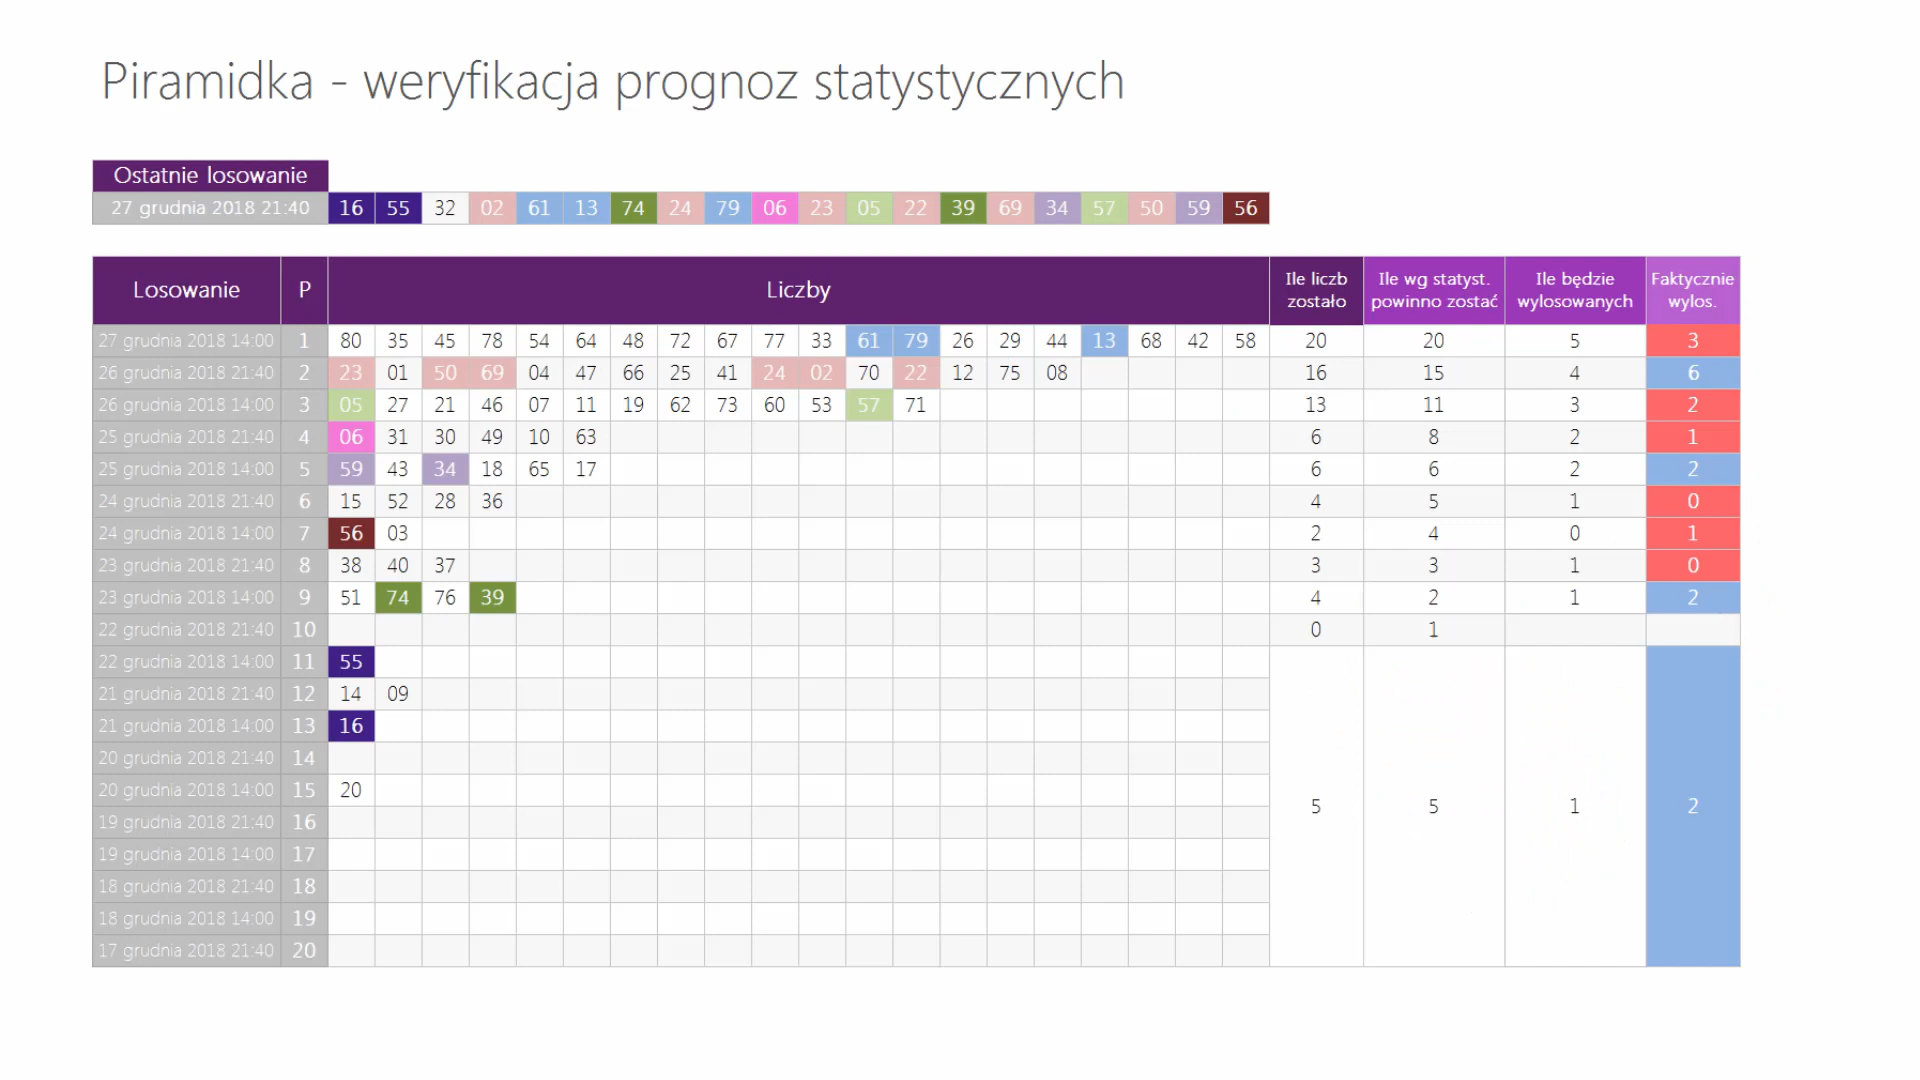 Piramidka - weryfikacja prognoz statystycznych
Ostatnie losowanie
27 grudnia 2018 21:40 16 55 32 02 61 13 74 24 79 06 23 05 22 39 69 34 57 50 59 56
Losowanie P Liczby Ile liczb zostało Ile wg statyst. powinno zostać Ile będzie wylosowanych Faktycznie wylos.
27 grudnia 2018 14:00 1 80 35 45 78 54 64 48 72 67 77 33 61 79 26 29 44 13 68 42 58 20 20 5 3
26 grudnia 2018 21:40 2 23 01 50 69 04 47 66 25 41 24 02 70 22 12 75 08 16 15 4 6
26 grudnia 2018 14:00 3 05 27 21 46 07 11 19 62 73 60 53 57 71 13 11 3 2
25 grudnia 2018 21:40 4 06 31 30 49 10 63 6 8 2 1
25 grudnia 2018 14:00 5 59 43 34 18 65 17 6 6 2 2
24 grudnia 2018 21:40 6 15 52 28 36 4 5 1 0
24 grudnia 2018 14:00 7 56 03 2 4 0 1
23 grudnia 2018 21:40 8 38 40 37 3 3 1 0
23 grudnia 2018 14:00 9 51 74 76 39 4 2 1 2
22 grudnia 2018 21:40 10 0 1
22 grudnia 2018 14:00 11 55
21 grudnia 2018 21:40 12 14 09
21 grudnia 2018 14:00 13 16
20 grudnia 2018 21:40 14
20 grudnia 2018 14:00 15 20
5 5 1 2
19 grudnia 2018 21:40 16
19 grudnia 2018 14:00 17
18 grudnia 2018 21:40 18
18 grudnia 2018 14:00 19
17 grudnia 2018 21:40 20